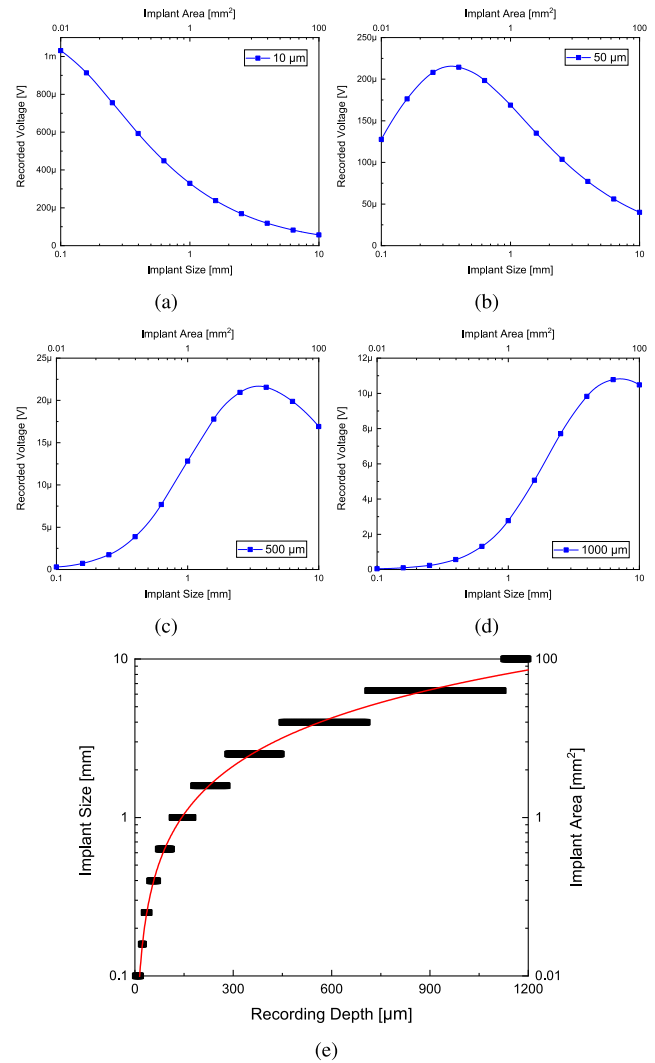 Implant Area [mm²]
0.01 1 100
1m
800µ
600µ
400µ
200µ
0
Recorded Voltage [V]
10 µm
0.1 1 10
Implant Size [mm]
(a)
Implant Area [mm²]
0.01 1 100
250µ
200µ
150µ
100µ
50µ
0
Recorded Voltage [V]
50 µm
0.1 1 10
Implant Size [mm]
(b)
Implant Area [mm²]
0.01 1 100
25µ
20µ
15µ
10µ
5µ
0
Recorded Voltage [V]
500 µm
0.1 1 10
Implant Size [mm]
(c)
Implant Area [mm²]
0.01 1 100
12µ
10µ
8µ
6µ
4µ
2µ
0
Recorded Voltage [V]
1000 µm
0.1 1 10
Implant Size [mm]
(d)
10
1
0.1
Implant Size [mm]
100
1
0.01
Implant Area [mm²]
0 300 600 900 1200
Recording Depth [µm]
(e)